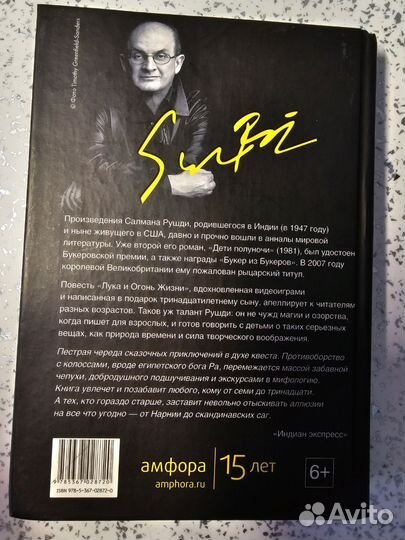 © Фото Timothy Greenfield-Sanders
Произведения Салмана Рушди, родившегося в Индии (в 1947 году)
и ныне живущего в США, давно и прочно вошли в анналы мировой
литературы. Уже второй его роман, «Дети полуночи» (1981), был удостоен
Букеровской премии, а также награды «Букер из Букеров». В 2007 году
королевой Великобритании ему пожалован рыцарский титул.
Повесть «Лука и Огонь Жизни», вдохновленная видеоиграми
и написанная в подарок тринадцатилетнему сыну, апеллирует к читателям
разных возрастов. Таков уж талант Рушди: он не чужд магии и озорства,
когда пишет для взрослых, и готов говорить с детьми о таких серьезных
вещах, как природа времени и сила творческого воображения.
Пестрая череда сказочных приключений в духе квеста. Противоборство
с колоссами, вроде египетского бога Ра, перемежается массой забавной
чепухи, добродушного подшучивания и экскурсами в мифологию.
Книга увлечет и позабавит любого, кому от семи до тринадцати.
А тех, кто гораздо старше, заставит невольно отыскивать аллюзии
на все что угодно — от Нарнии до скандинавских саг.
«Индиан экспресс»
9785367028720
ISBN 978-5-367-02872-0
амфора | 15 лет
amphora.ru
6+
Avito